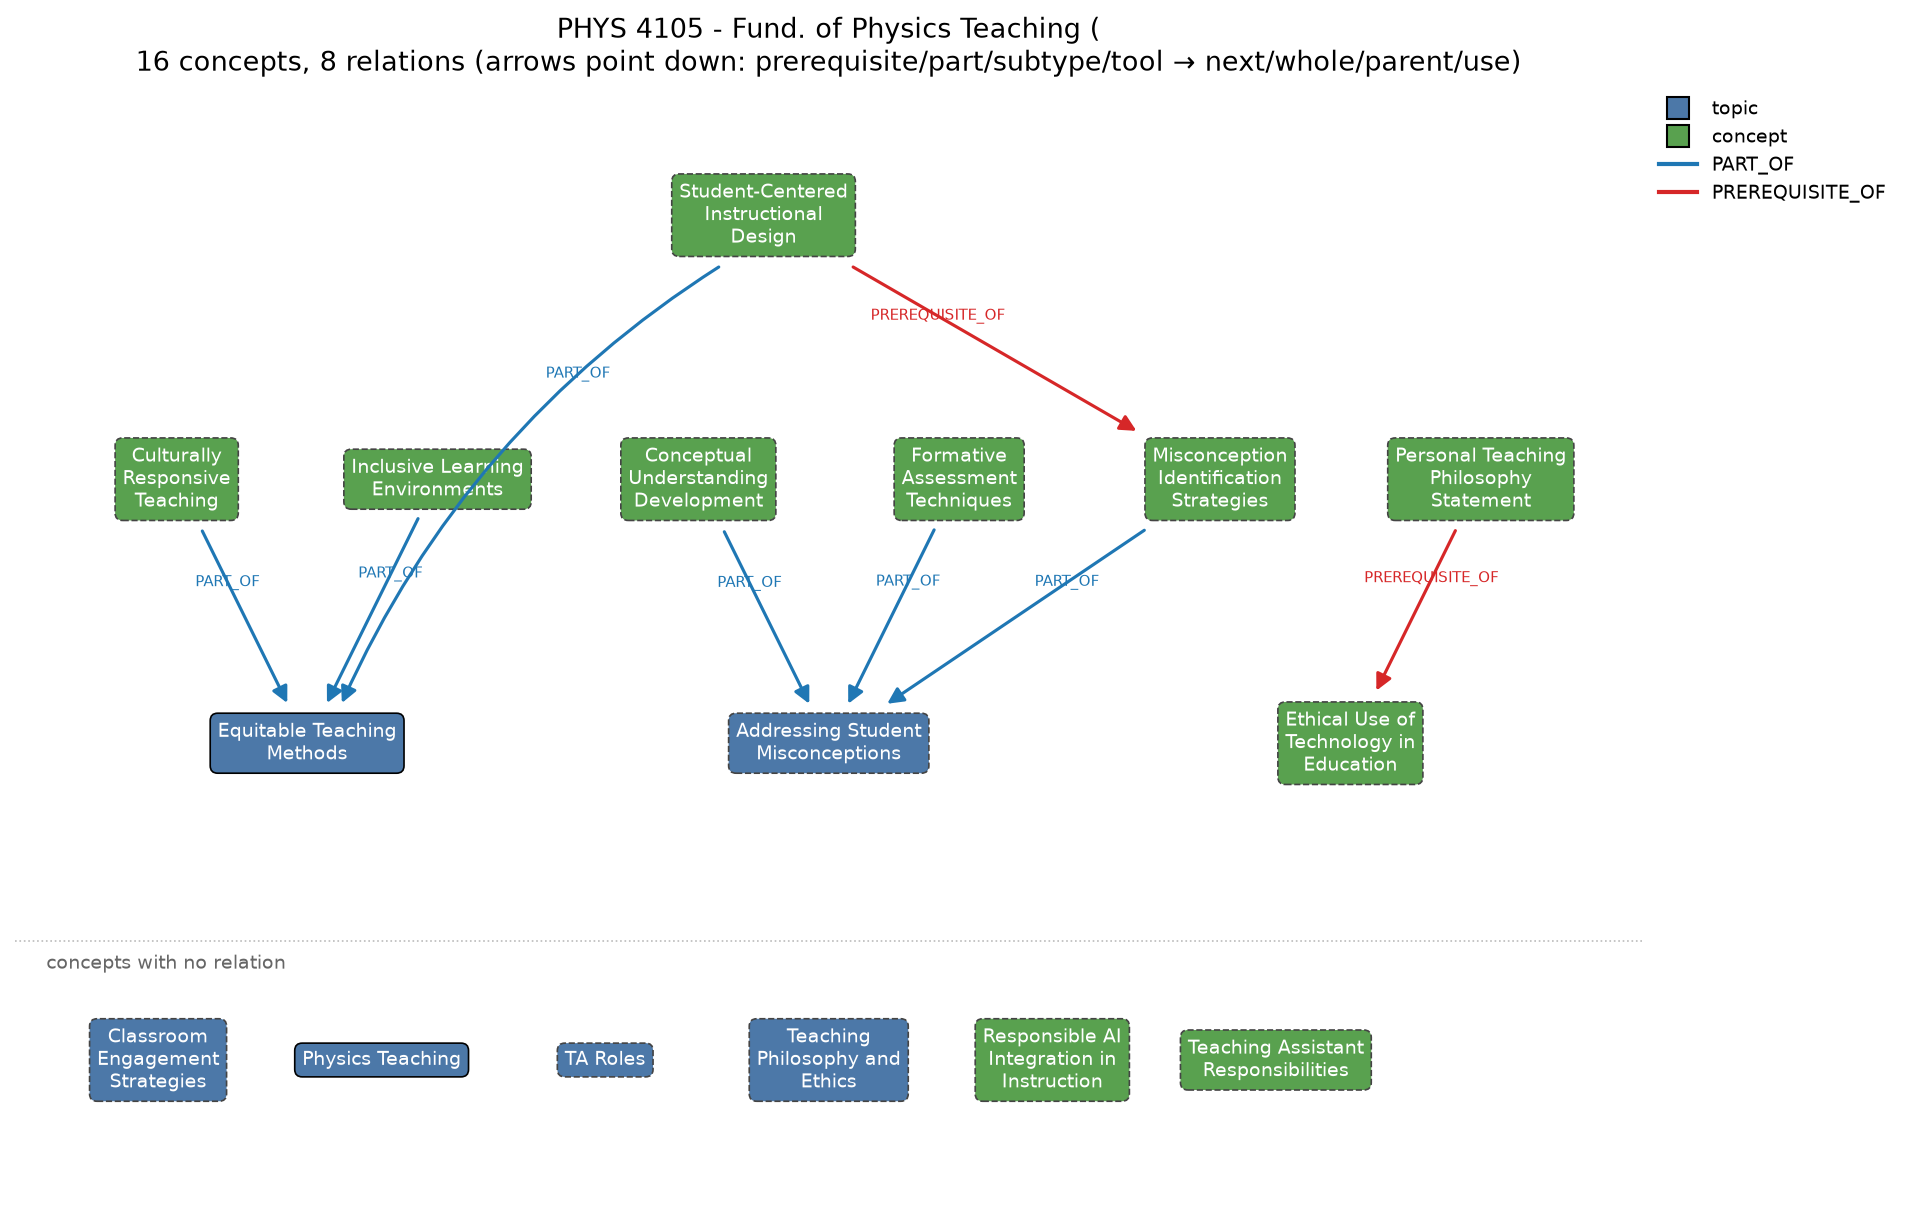 PHYS 4105 - Fund. of Physics Teaching (
16 concepts, 8 relations (arrows point down: prerequisite/part/subtype/tool → next/whole/parent/use)
topic
concept
PART_OF
PREREQUISITE_OF
Student-Centered
Instructional
Design
PREREQUISITE_OF
PART_OF
Culturally
Responsive
Teaching
Inclusive Learning
Environments
Conceptual
Understanding
Development
Formative
Assessment
Techniques
Misconception
Identification
Strategies
Personal Teaching
Philosophy
Statement
PART_OF
PART_OF
PART_OF
PART_OF
PART_OF
PREREQUISITE_OF
Equitable Teaching
Methods
Addressing Student
Misconceptions
Ethical Use of
Technology in
Education
concepts with no relation
Classroom
Engagement
Strategies
Physics Teaching
TA Roles
Teaching
Philosophy and
Ethics
Responsible AI
Integration in
Instruction
Teaching Assistant
Responsibilities